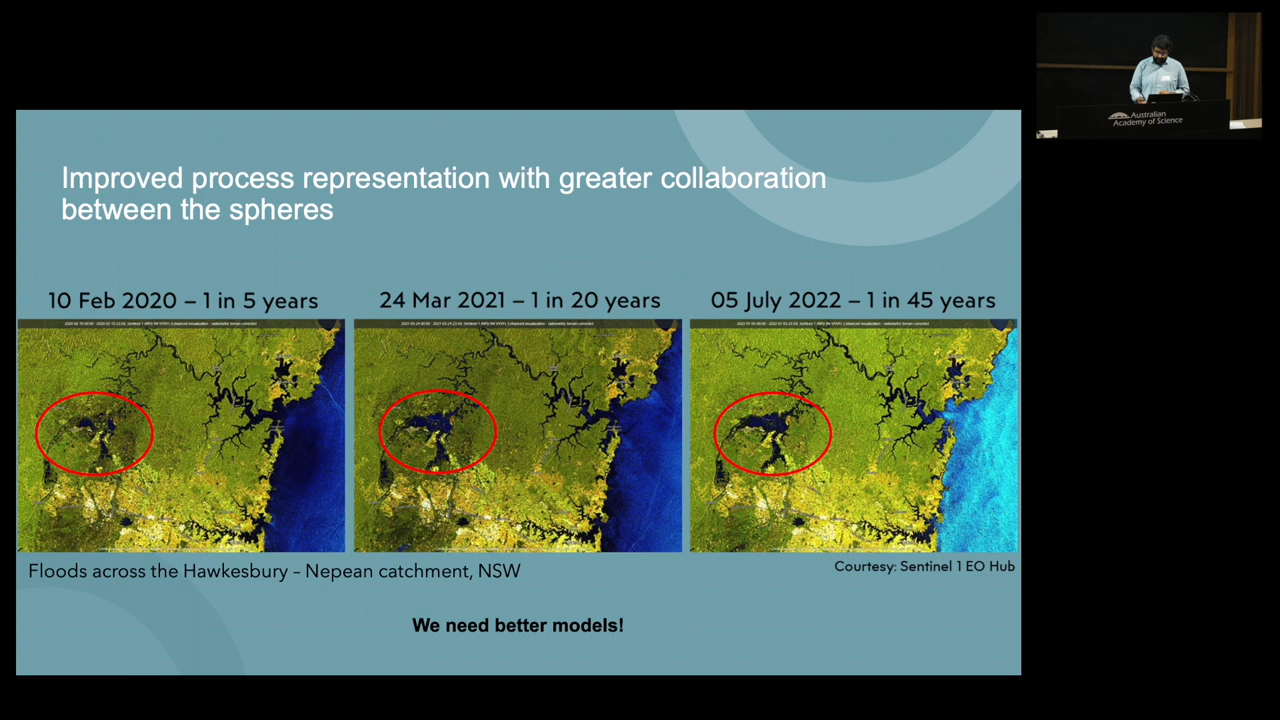 Australian
Academy of Science
Improved process representation with greater collaboration
between the spheres
10 Feb 2020 – 1 in 5 years
24 Mar 2021 – 1 in 20 years
05 July 2022 – 1 in 45 years
Floods across the Hawkesbury – Nepean catchment, NSW
Courtesy: Sentinel 1 EO Hub
We need better models!